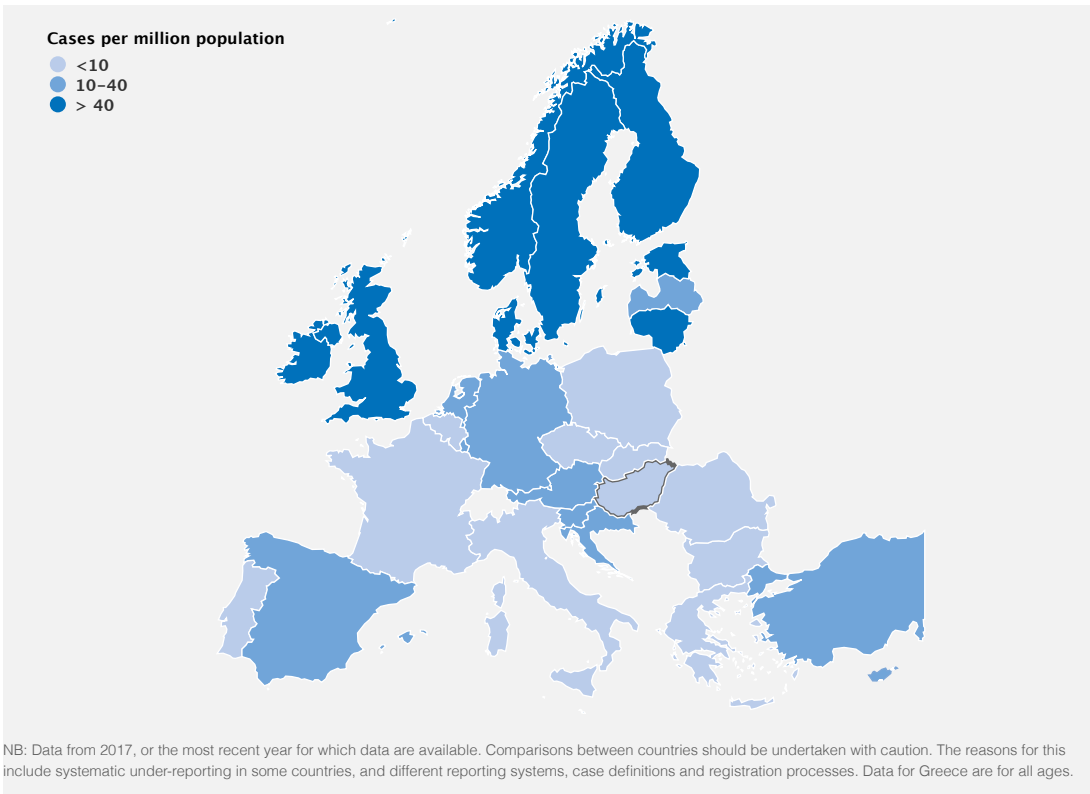 Cases per million population
<10
10–40
> 40
NB: Data from 2017, or the most recent year for which data are available. Comparisons between countries should be undertaken with caution. The reasons for this
include systematic under-reporting in some countries, and different reporting systems, case definitions and registration processes. Data for Greece are for all ages.